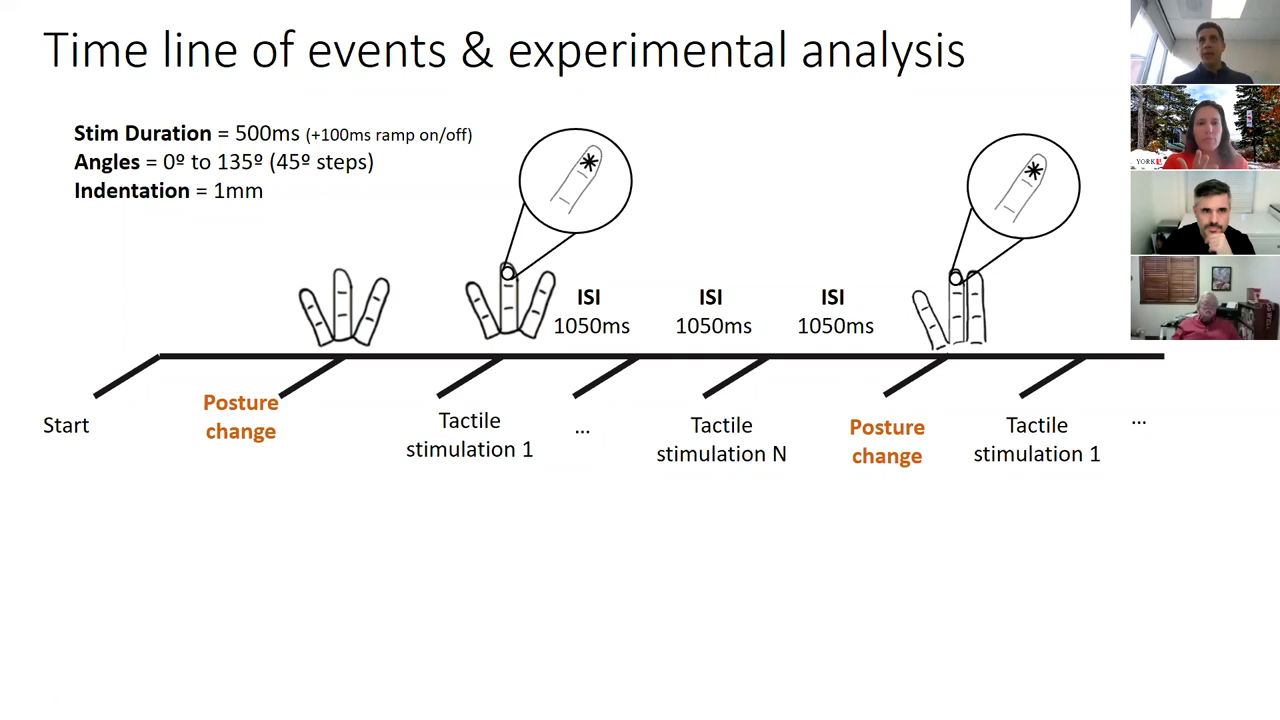 Time line of events & experimental analysis
Stim Duration = 500ms (+100ms ramp on/off)
Angles = 0º to 135º (45º steps)
Indentation = 1mm
ISI
1050ms
ISI
1050ms
ISI
1050ms
Start
Posture
change
Tactile
stimulation 1
...
Tactile
stimulation N
Posture
change
Tactile
stimulation 1
...
YORK U